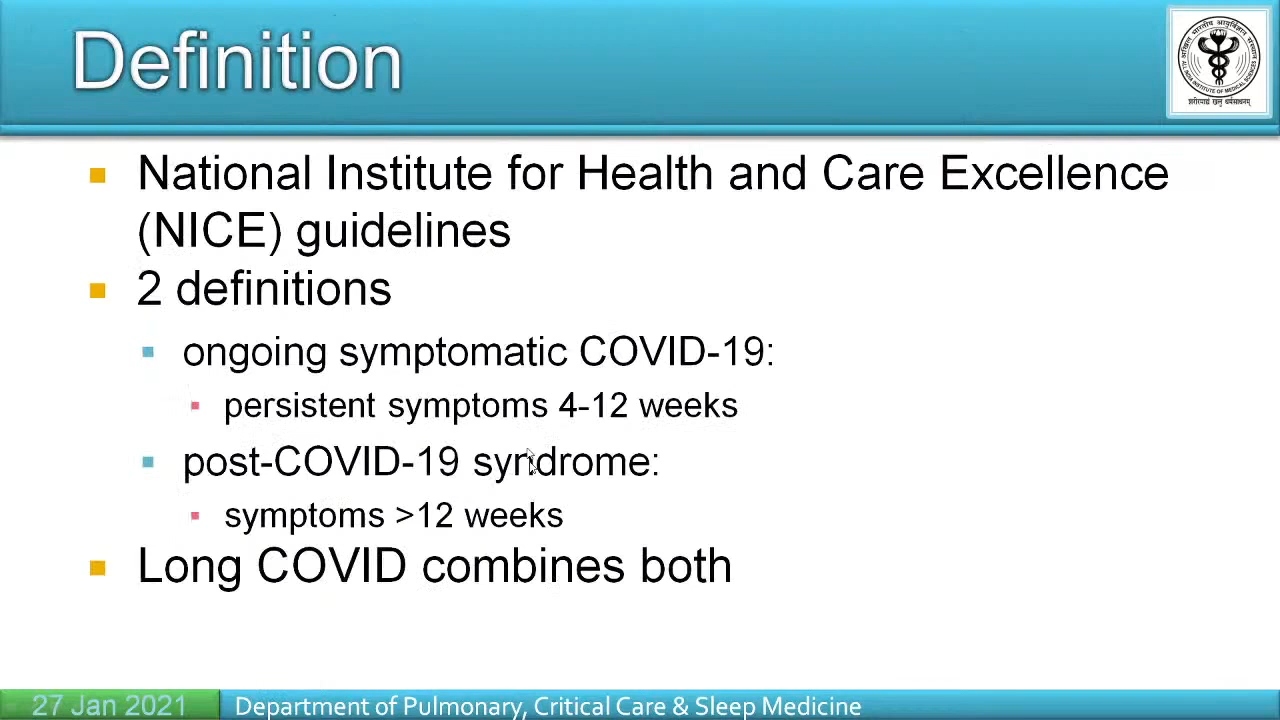 Definition
National Institute for Health and Care Excellence
(NICE) guidelines
2 definitions
ongoing symptomatic COVID-19:
persistent symptoms 4-12 weeks
post-COVID-19 syndrome:
symptoms >12 weeks
Long COVID combines both
27 Jan 2021
Department of Pulmonary, Critical Care & Sleep Medicine